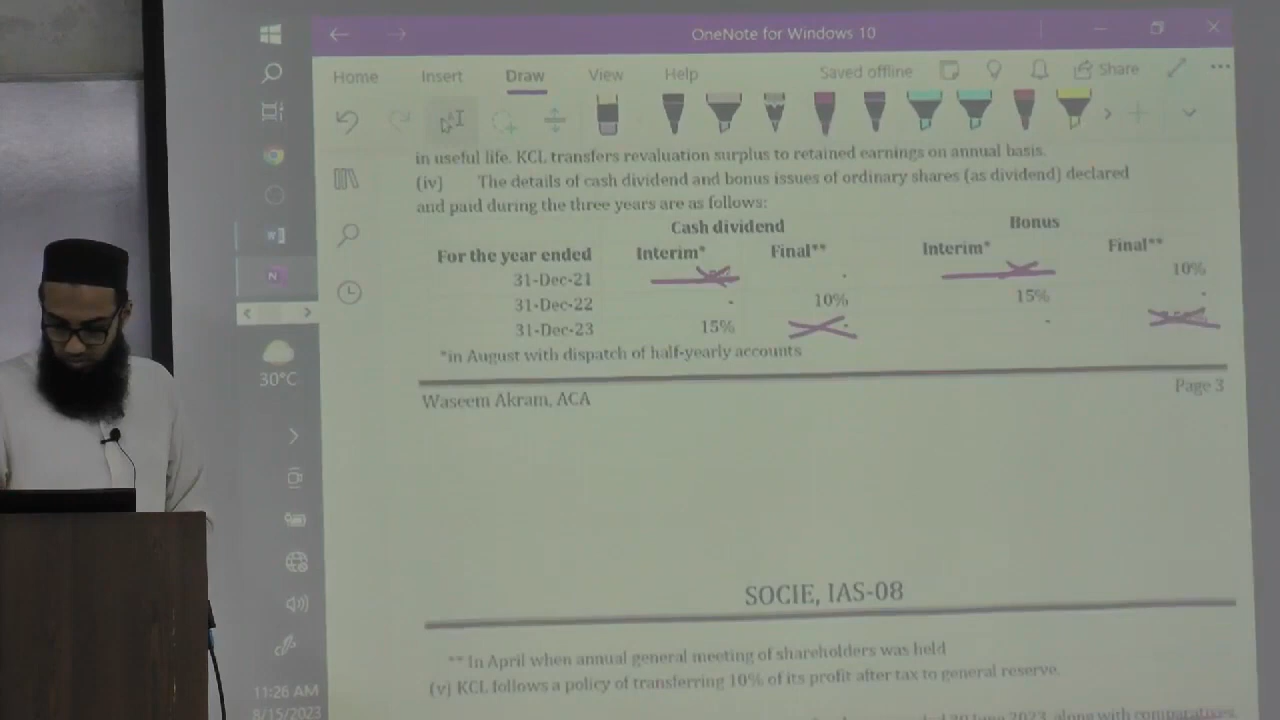 OneNote for Windows 10
Home Insert Draw View Help Saved offline Share
in useful life. KCL transfers revaluation surplus to retained earnings on annual basis.
(iv) The details of cash dividend and bonus issues of ordinary shares (as dividend) declared
and paid during the three years are as follows:
Cash dividend Bonus
For the year ended Interim* Final** Interim* Final**
31-Dec-21 - 10%
31-Dec-22 - 10% 15% -
31-Dec-23 15% - -
*in August with dispatch of half-yearly accounts
Waseem Akram, ACA Page 3
SOCIE, IAS-08
** In April when annual general meeting of shareholders was held
(v) KCL follows a policy of transferring 10% of its profit after tax to general reserve.
30 June 2023, along with comparatives,
30°C
11:26 AM
8/15/2023